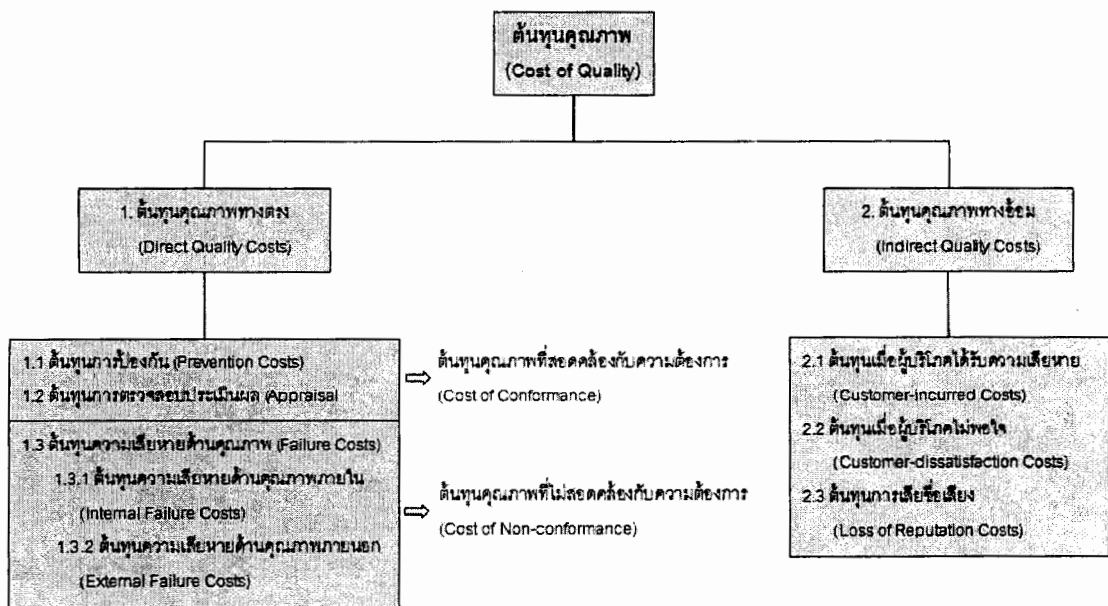 ต้นทุนคุณภาพ
(Cost of Quality)
1. ต้นทุนคุณภาพทางตรง
(Direct Quality Costs)
2. ต้นทุนคุณภาพทางอ้อม
(Indirect Quality Costs)
1.1 ต้นทุนการป้องกัน (Prevention Costs)
1.2 ต้นทุนการตรวจสอบประเมินผล (Appraisal
ต้นทุนคุณภาพที่สอดคล้องกับความต้องการ
(Cost of Conformance)
1.3 ต้นทุนความเสียหายด้านคุณภาพ (Failure Costs)
1.3.1 ต้นทุนความเสียหายด้านคุณภาพภายใน
(Internal Failure Costs)
1.3.2 ต้นทุนความเสียหายด้านคุณภาพภายนอก
(External Failure Costs)
ต้นทุนคุณภาพที่ไม่สอดคล้องกับความต้องการ
(Cost of Non-conformance)
2.1 ต้นทุนเมื่อผู้บริโภคได้รับความเสียหาย
(Customer-incurred Costs)
2.2 ต้นทุนเมื่อผู้บริโภคไม่พอใจ
(Customer-dissatisfaction Costs)
2.3 ต้นทุนการเสียชื่อเสียง
(Loss of Reputation Costs)